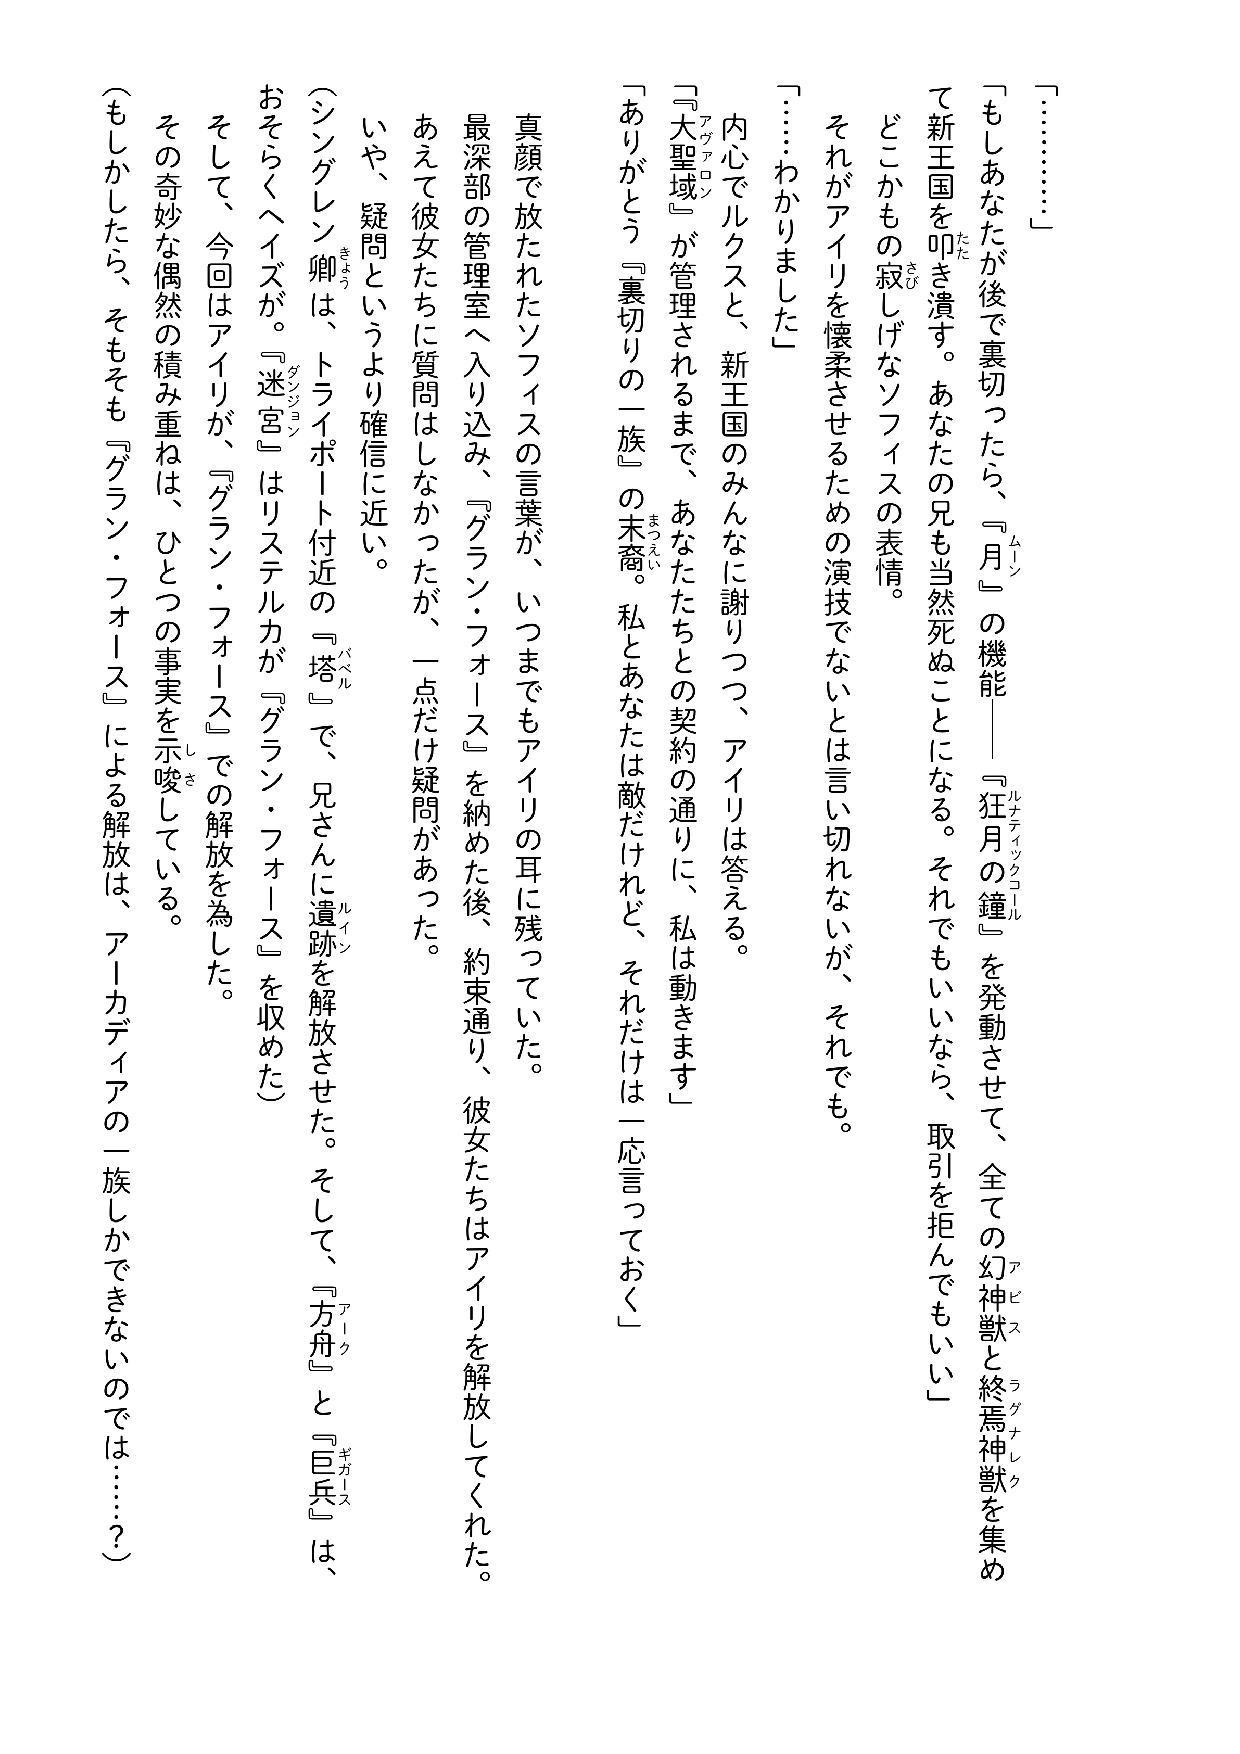 「…………」
「もしあなたが後で裏切ったら、『月』の機能――『狂月の鐘』を発動させて、全ての幻神獣と終焉神獣を集め
て新王国を叩き潰す。あなたの兄も当然死ぬことになる。それでもいいなら、取引を拒んでもいい」
どこかもの寂しげなソフィスの表情。
それがアイリを懐柔させるための演技でないとは言い切れないが、それでも。
「……わかりました」
内心でルクスと、新王国のみんなに謝りつつ、アイリは答える。
「『大聖域』が管理されるまで、あなたたちとの契約の通りに、私は動きます」
「ありがとう『裏切りの一族』の末裔。私とあなたは敵だけれど、それだけは一応言っておく」
真顔で放たれたソフィスの言葉が、いつまでもアイリの耳に残っていた。
最深部の管理室へ入り込み、『グラン・フォース』を納めた後、約束通り、彼女たちはアイリを解放してくれた。
あえて彼女たちに質問はしなかったが、一点だけ疑問があった。
いや、疑問というより確信に近い。
（シングレン卿は、トライポート付近の『塔』で、兄さんに遺跡を解放させた。そして、『方舟』と『巨兵』は、
おそらくヘイズが。『迷宮』はリステルカが『グラン・フォース』を収めた）
そして、今回はアイリが、『グラン・フォース』での解放を為した。
その奇妙な偶然の積み重ねは、ひとつの事実を示唆している。
（もしかしたら、そもそも『グラン・フォース』による解放は、アーカディアの一族しかできないのでは……？）